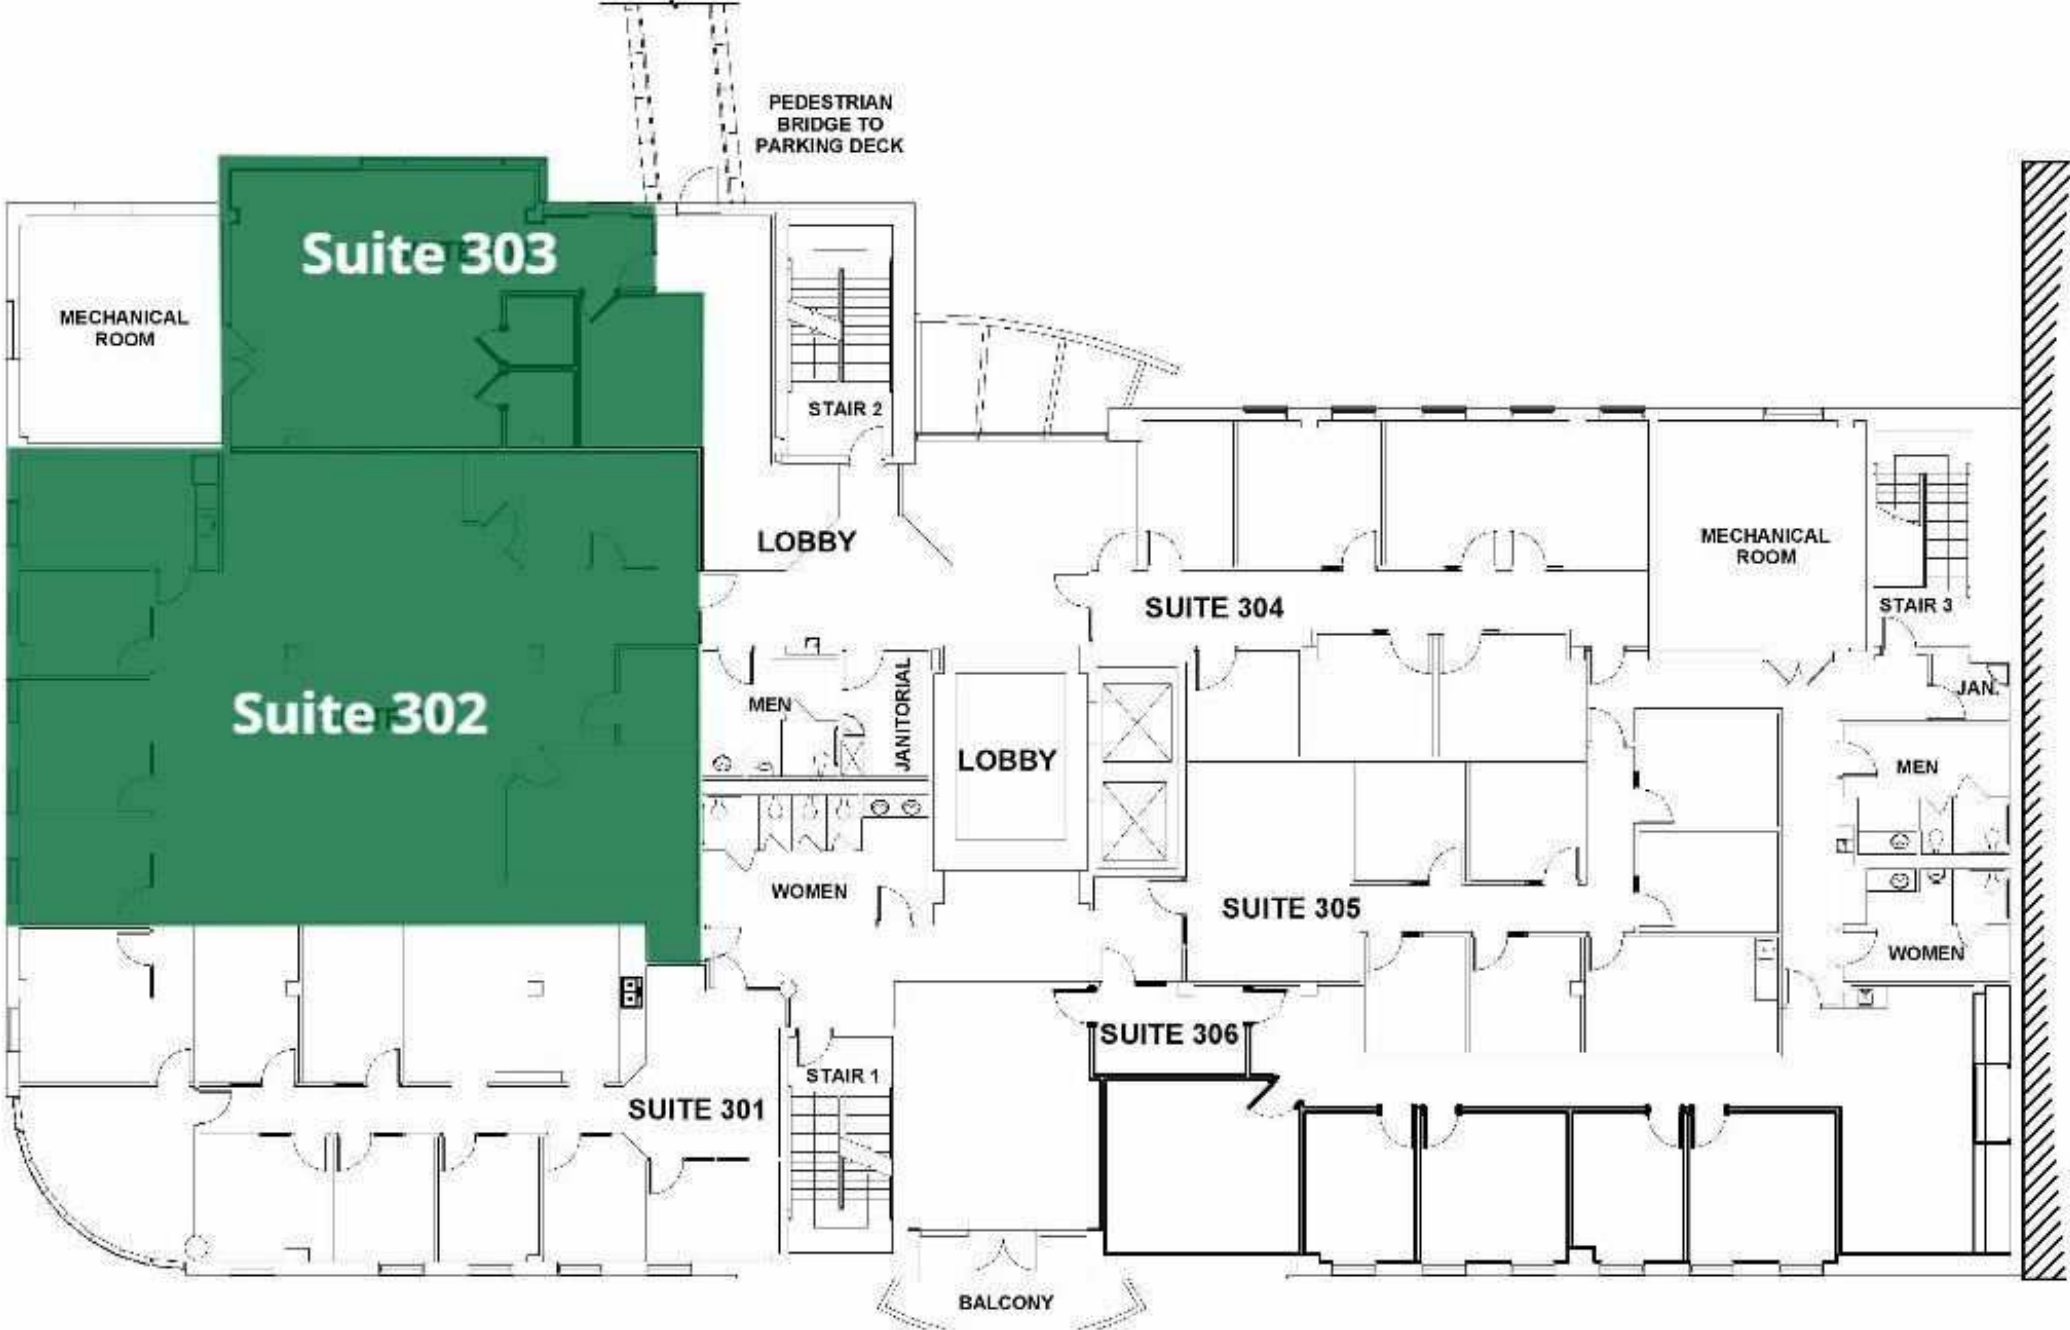 PEDESTRIAN
BRIDGE TO
PARKING DECK
Suite 303
MECHANICAL
ROOM
STAIR 2
LOBBY
MECHANICAL
ROOM
SUITE 304
STAIR 3
Suite 302
MEN
JANITORIAL
LOBBY
JAN.
MEN
WOMEN
SUITE 305
WOMEN
SUITE 306
STAIR 1
SUITE 301
BALCONY